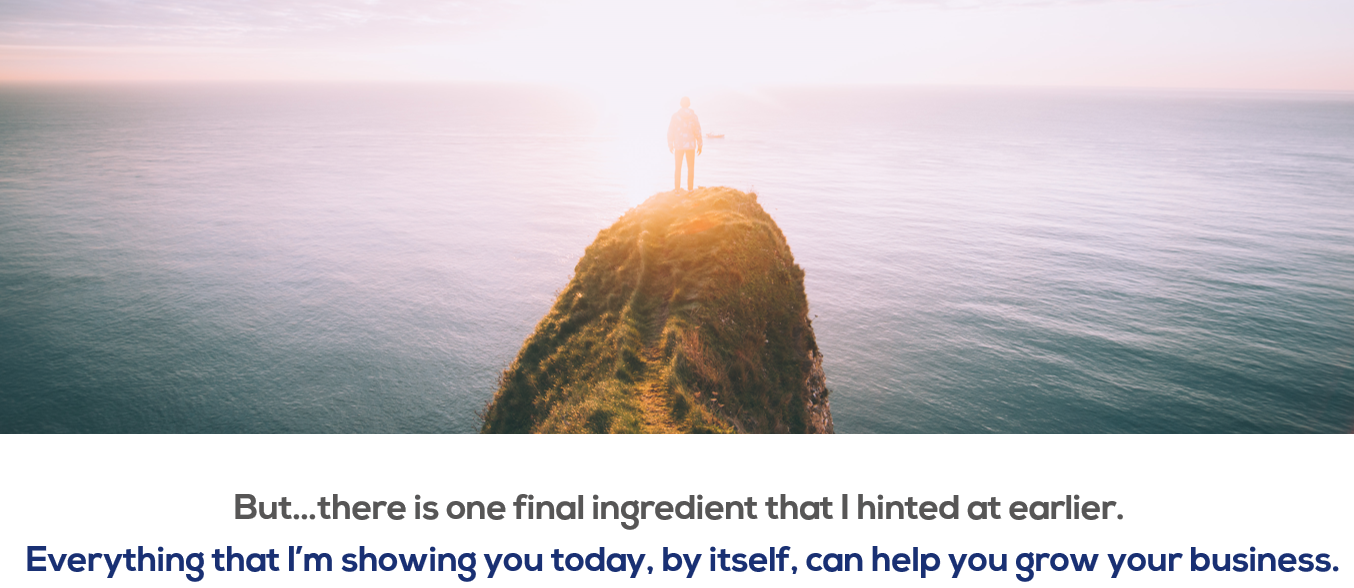 But...there is one final ingredient that I hinted at earlier.
Everything that I’m showing you today, by itself, can help you grow your business.